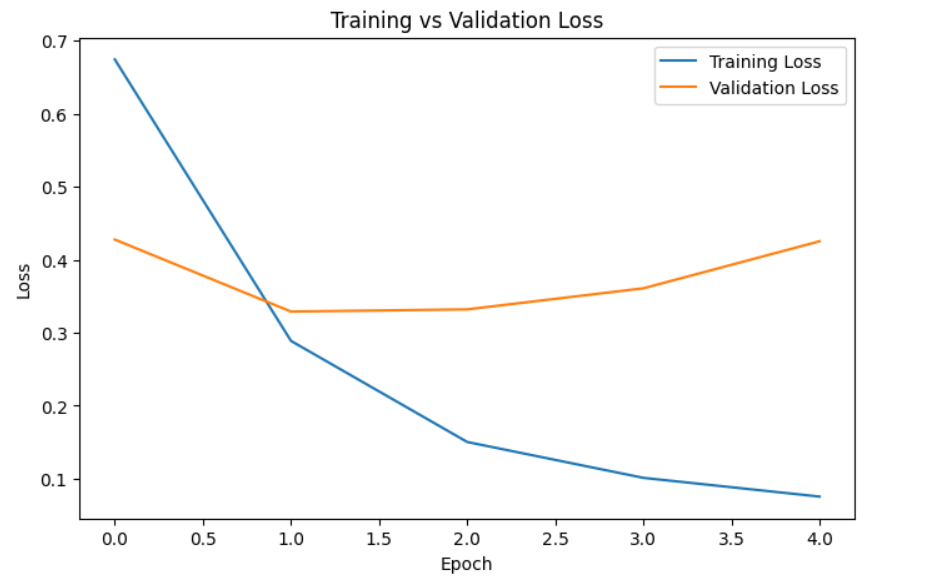 Training vs Validation Loss
Training Loss
Validation Loss
0.7
0.6
0.5
0.4
0.3
0.2
0.1
Loss
0.0 0.5 1.0 1.5 2.0 2.5 3.0 3.5 4.0
Epoch